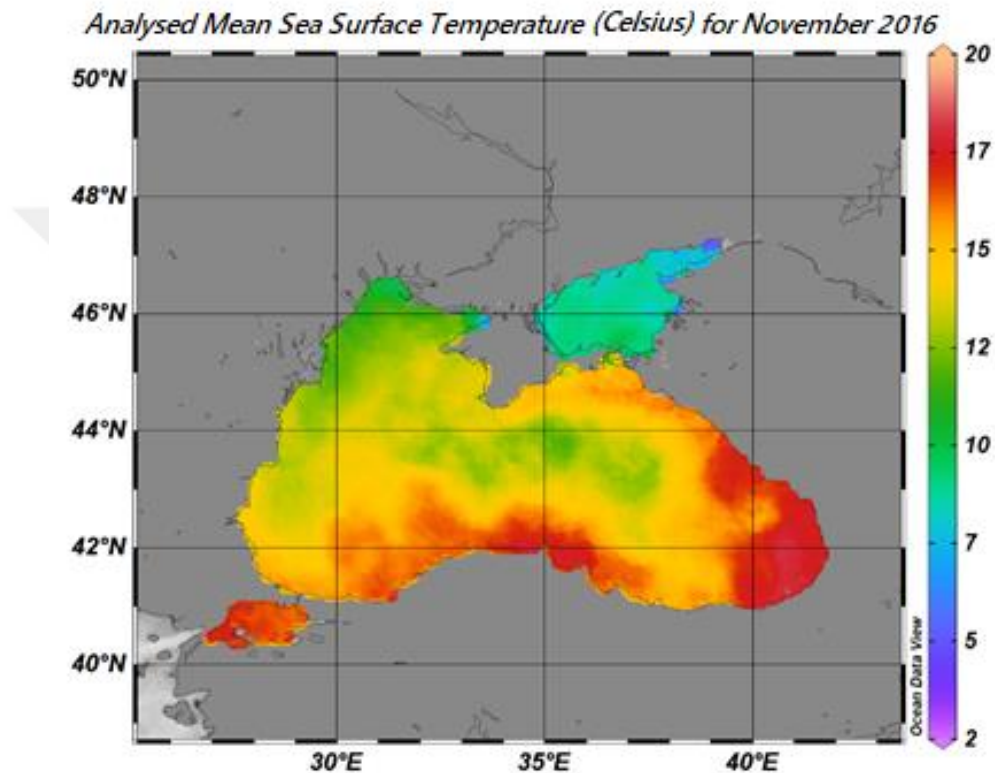 Analysed Mean Sea Surface Temperature (Celsius) for November 2016
50°N
48°N
46°N
44°N
42°N
40°N
30°E
35°E
40°E
20
17
15
12
10
7
5
2
Ocean Data View